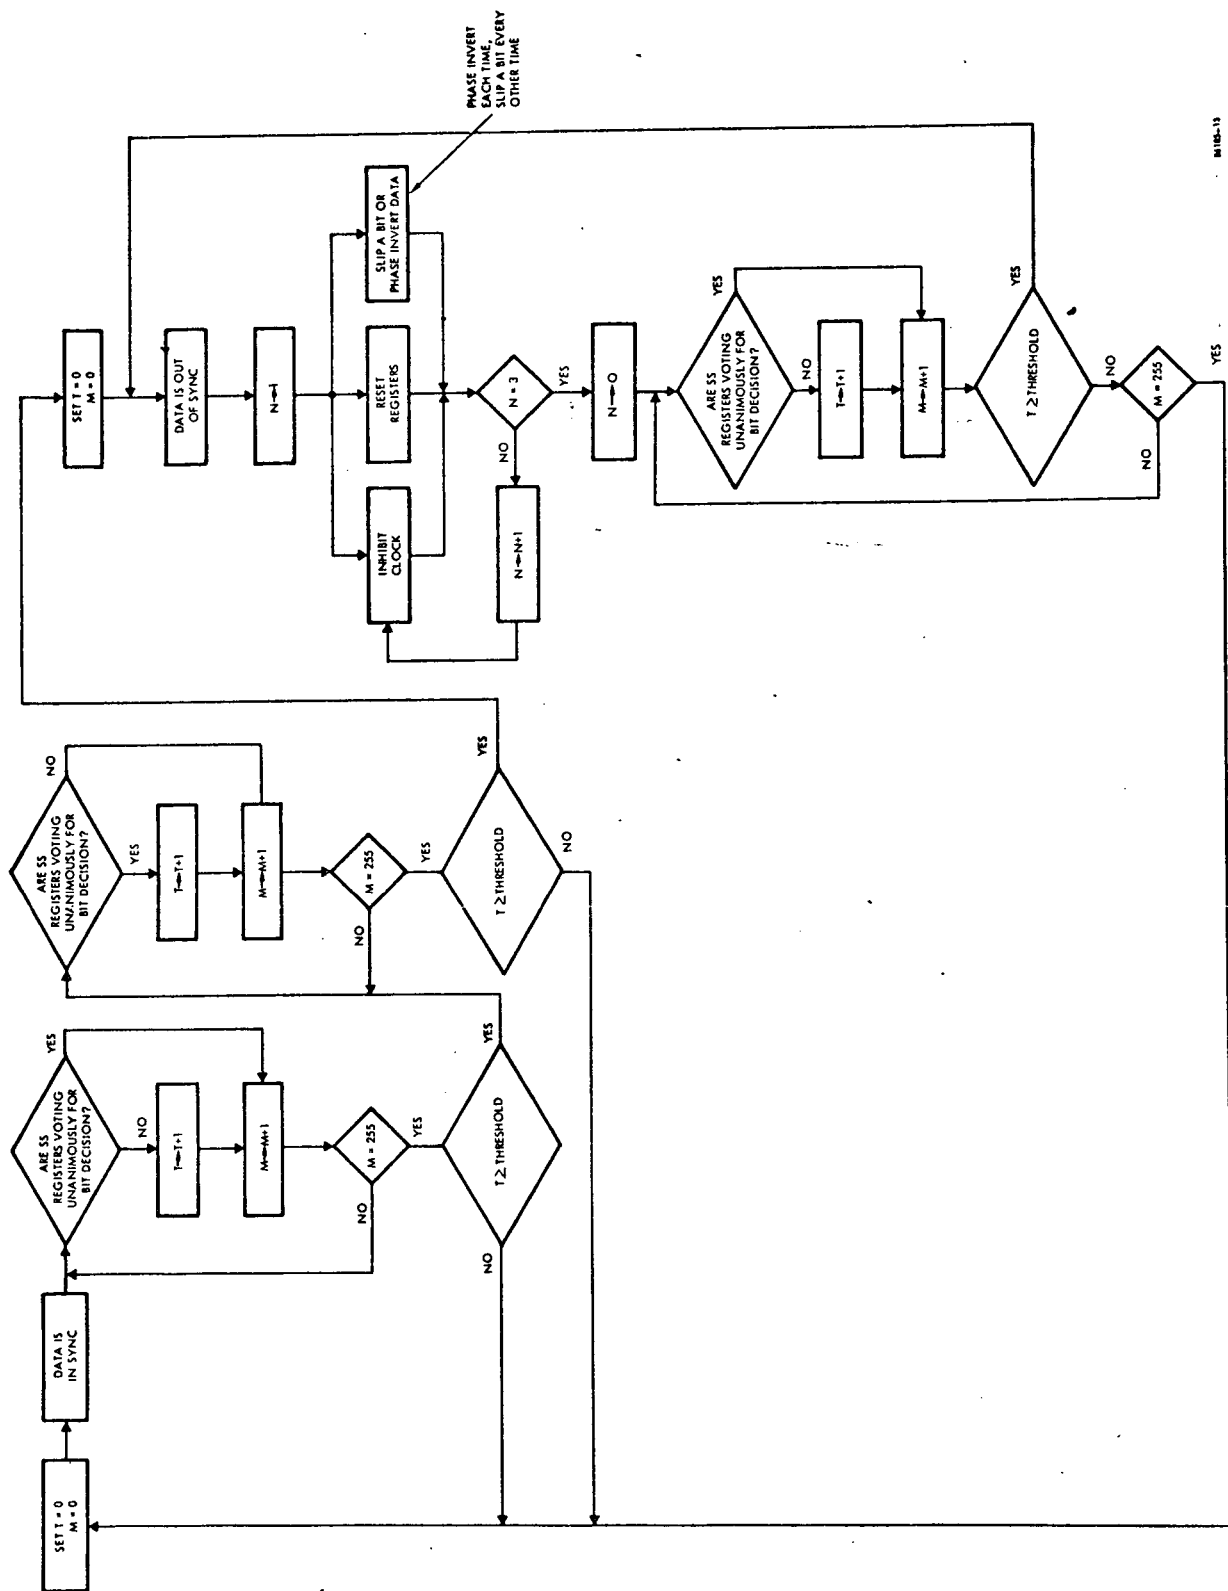 SET T = 0
M = 0
DATA IS
IN SYNC
ARE SS
REGISTERS VOTING
UNANIMOUSLY FOR
BIT DECISION?
YES
NO
T←T+1
M←M+1
M = 255
NO
YES
T ≥ THRESHOLD
NO
YES
ARE SS
REGISTERS VOTING
UNANIMOUSLY FOR
BIT DECISION?
NO
YES
T←T+1
M←M+1
M = 255
NO
YES
T ≥ THRESHOLD
NO
YES
SET T = 0
M = 0
DATA IS OUT
OF SYNC
N←1
INHIBIT
CLOCK
RESET
REGISTERS
SLIP A BIT OR
PHASE INVERT DATA
PHASE INVERT
EACH TIME,
SLIP A BIT EVERY
OTHER TIME
N = 3
NO
YES
N←N+1
N←O
ARE SS
REGISTERS VOTING
UNANIMOUSLY FOR
BIT DECISION?
YES
NO
T←T+1
M←M+1
T ≥ THRESHOLD
YES
NO
M = 255
NO
YES